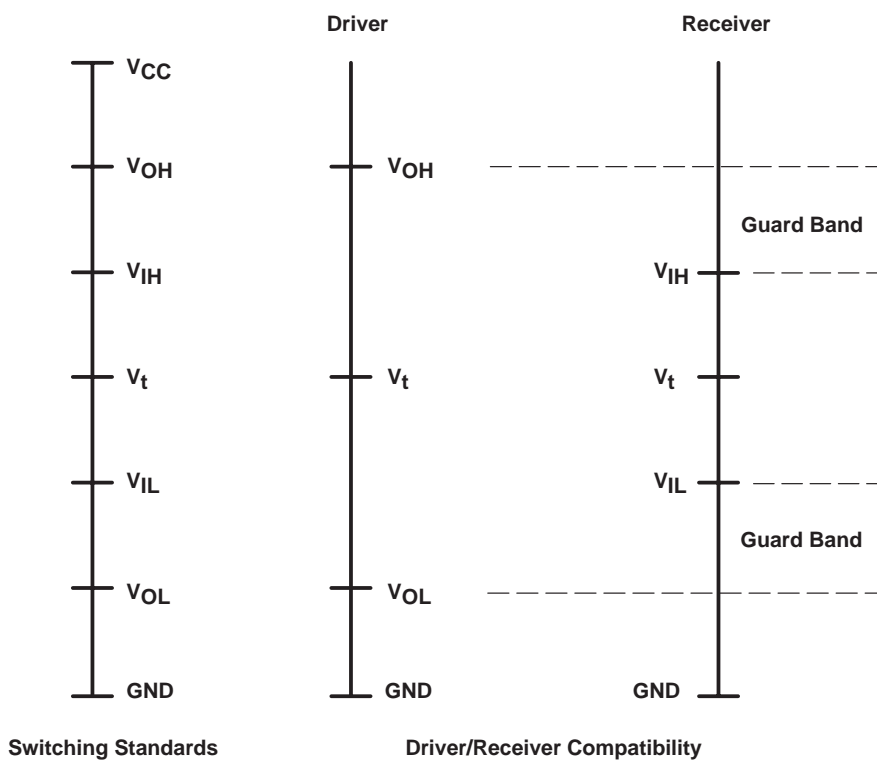 Driver
Receiver
VCC
VOH
VOH
Guard Band
VIH
VIH
Vt
Vt
Vt
VIL
VIL
Guard Band
VOL
VOL
GND
GND
GND
Switching Standards
Driver/Receiver Compatibility